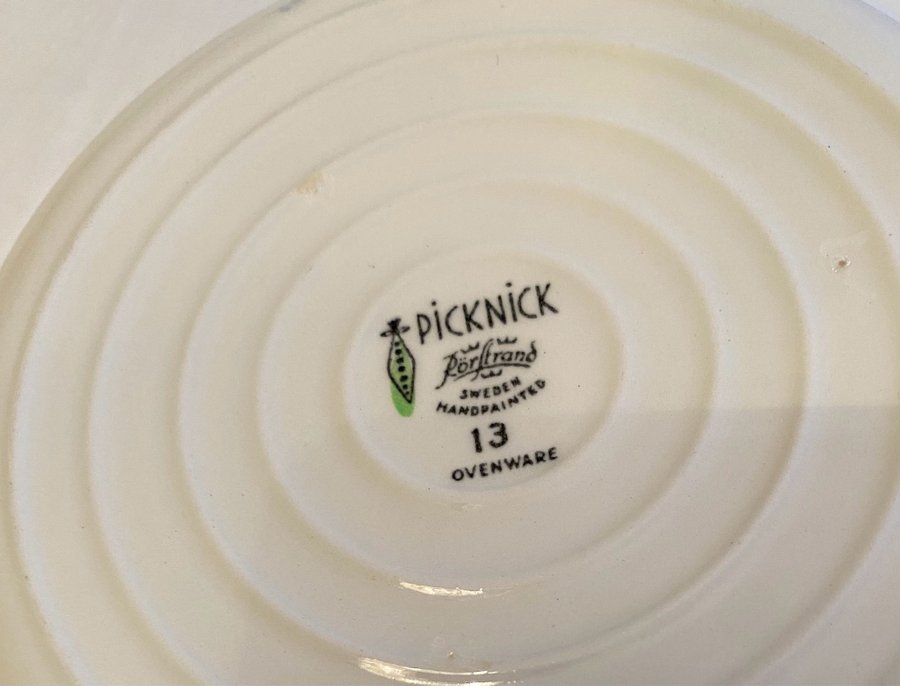 PiCKNiCK
Rörstrand
SWEDEN
HANDPAINTED
13
OVENWARE